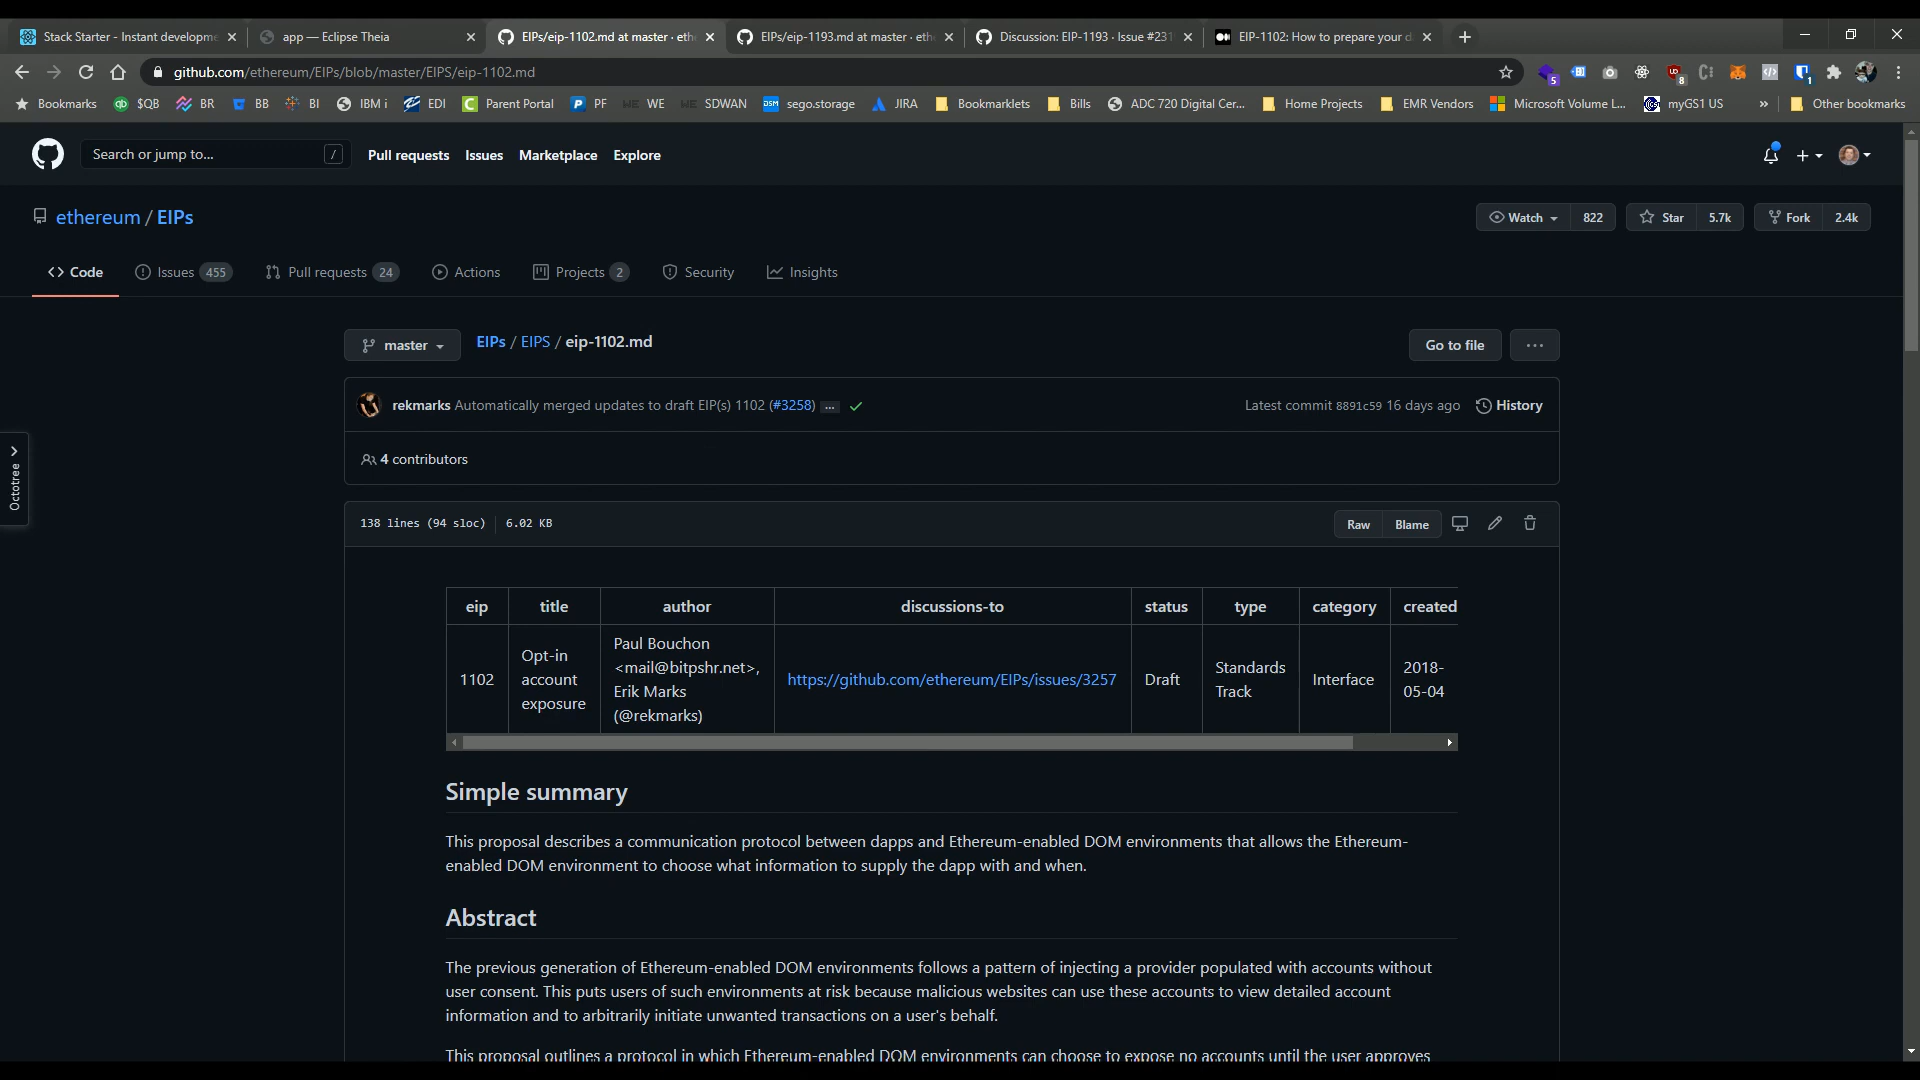 Stack Starter - Instant developme
app — Eclipse Theia
EIPs/eip-1102.md at master · eth
EIPs/eip-1193.md at master · eth
Discussion: EIP-1193 · Issue #231
EIP-1102: How to prepare your d
github.com/ethereum/EIPs/blob/master/EIPS/eip-1102.md
5
8
1
Bookmarks
$QB
BR
BB
BI
IBM i
EDI
Parent Portal
PF
WE
SDWAN
DSM
sego.storage
JIRA
Bookmarklets
Bills
ADC 720 Digital Cer...
Home Projects
EMR Vendors
Microsoft Volume L...
myGS1 US
»
Other bookmarks
Search or jump to...
/
Pull requests
Issues
Marketplace
Explore
ethereum / EIPs
Watch 822
Star 5.7k
Fork 2.4k
<> Code
Issues 455
Pull requests 24
Actions
Projects 2
Security
Insights
master
EIPs / EIPS / eip-1102.md
Go to file
...
rekmarks Automatically merged updates to draft EIP(s) 1102 (#3258) ...
Latest commit 8891c59 16 days ago
History
4 contributors
Octotree
138 lines (94 sloc) 6.02 KB
Raw
Blame
eip title author discussions-to status type category created
1102
Opt-in
account
exposure
Paul Bouchon
<mail@bitpshr.net>,
Erik Marks
(@rekmarks)
https://github.com/ethereum/EIPs/issues/3257
Draft
Standards
Track
Interface
2018-
05-04
Simple summary
This proposal describes a communication protocol between dapps and Ethereum-enabled DOM environments that allows the Ethereum-
enabled DOM environment to choose what information to supply the dapp with and when.
Abstract
The previous generation of Ethereum-enabled DOM environments follows a pattern of injecting a provider populated with accounts without
user consent. This puts users of such environments at risk because malicious websites can use these accounts to view detailed account
information and to arbitrarily initiate unwanted transactions on a user's behalf.
This proposal outlines a protocol in which Ethereum-enabled DOM environments can choose to expose no accounts until the user approves